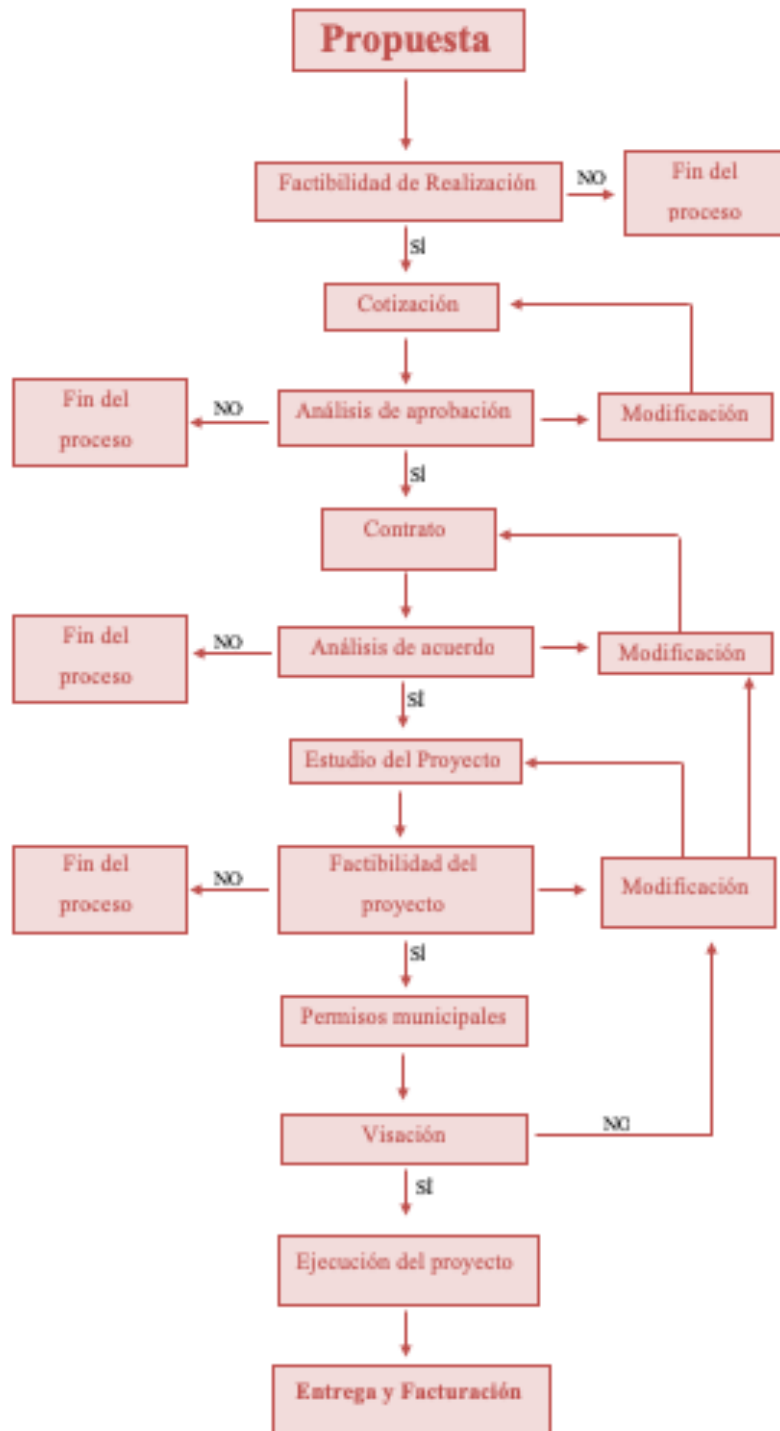 Propuesta
Factibilidad de Realización
NO
Fin del
proceso
SÍ
Cotización
Fin del
proceso
NO
Análisis de aprobación
Modificación
SÍ
Contrato
Fin del
proceso
NO
Análisis de acuerdo
Modificación
SÍ
Estudio del Proyecto
Fin del
proceso
NO
Factibilidad del
proyecto
Modificación
SÍ
Permisos municipales
Visación
NO
SÍ
Ejecución del proyecto
Entrega y Facturación